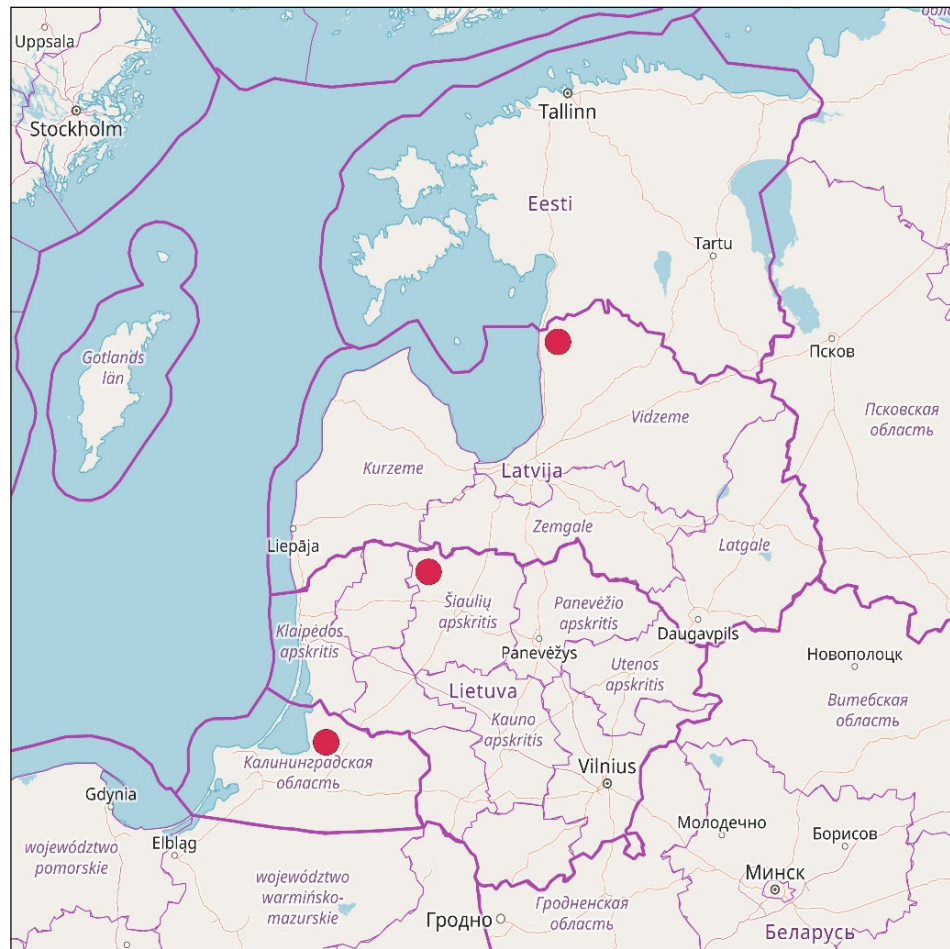 обла
Uppsala
Stockholm
Tallinn
Eesti
Tartu
Псков
Gotlands
län
Vidzeme
Псковская
область
Kurzeme
Latvija
Zemgale
Liepāja
Latgale
Šiaulių
apskritis
Panevėžio
apskritis
Klaipėdos
apskritis
Daugavpils
Panevėžys
Новополоцк
Utenos
apskritis
Lietuva
Витебская
область
Kauno
apskritis
Калининградская
область
Vilnius
Gdynia
Молодечно
Борисов
Elbląg
województwo
pomorskie
Минск
województwo
warmińsko-
mazurskie
Гродно
Гродненская
область
Беларусь